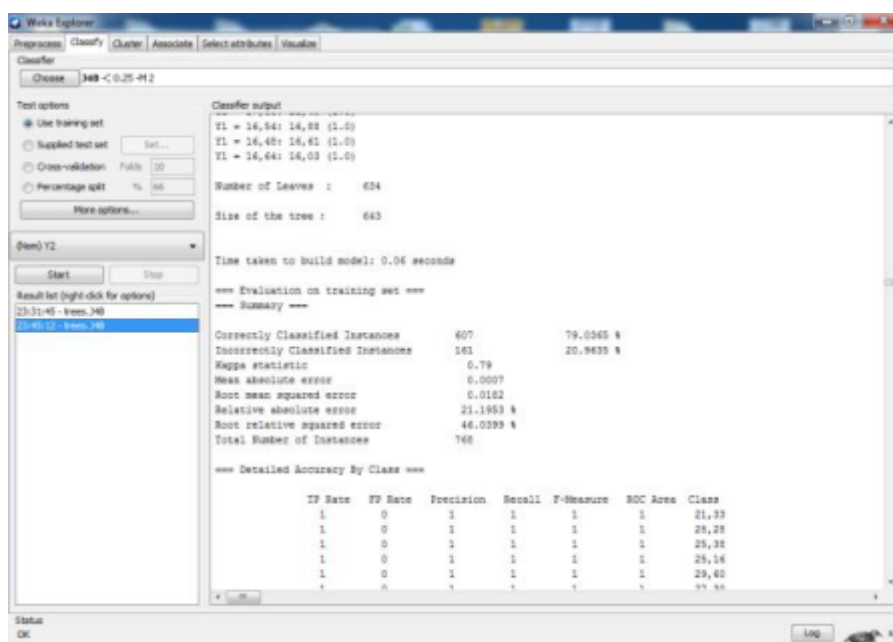 Weka Explorer
Preprocess Classify Cluster Associate Select attributes Visualize
Classifier
Choose J48 -C 0.25 -M 2
Test options
Use training set
Supplied test set Set...
Cross-validation Folds 10
Percentage split % 66
More options...
(Nom) Y2
Start Stop
Result list (right-click for options)
23:31:45 - trees.J48
23:45:12 - trees.J48
Classifier output
Y1 = 16,54: 16,88 (1.0)
Y1 = 16,48: 16,61 (1.0)
Y1 = 16,64: 16,03 (1.0)
Number of Leaves : 634
Size of the tree : 643
Time taken to build model: 0.06 seconds
=== Evaluation on training set ===
=== Summary ===
Correctly Classified Instances 607 79.0365 %
Incorrectly Classified Instances 161 20.9635 %
Kappa statistic 0.79
Mean absolute error 0.0007
Root mean squared error 0.0182
Relative absolute error 21.1953 %
Root relative squared error 46.0399 %
Total Number of Instances 768
=== Detailed Accuracy By Class ===
TP Rate FP Rate Precision Recall F-Measure ROC Area Class
1 0 1 1 1 1 21,33
1 0 1 1 1 1 28,28
1 0 1 1 1 1 25,38
1 0 1 1 1 1 25,16
1 0 1 1 1 1 29,60
Status
OK
Log